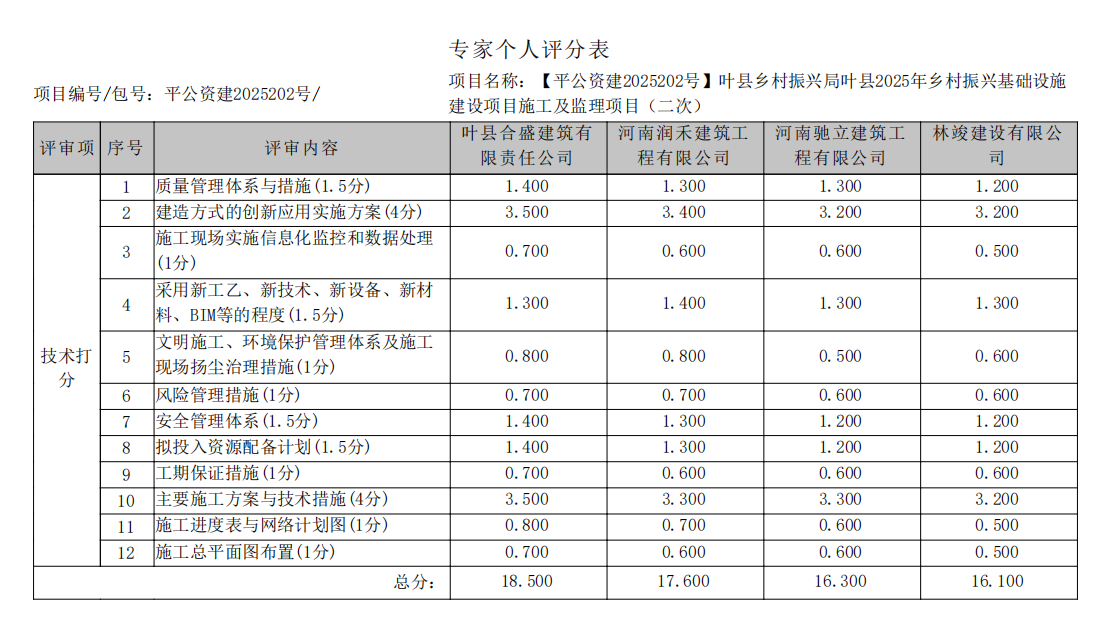 专家个人评分表
项目编号/包号：平公资建2025202号/
项目名称：【平公资建2025202号】叶县乡村振兴局叶县2025年乡村振兴基础设施
建设项目施工及监理项目（二次）
评审项 序号 评审内容 叶县合盛建筑有 河南润禾建筑工 河南驰立建筑工 林竣建设有限公
限责任公司 程有限公司 程有限公司 司
1 质量管理体系与措施(1.5分) 1.400 1.300 1.300 1.200
2 建造方式的创新应用实施方案(4分) 3.500 3.400 3.200 3.200
3 施工现场实施信息化监控和数据处理 0.700 0.600 0.600 0.500
(1分)
4 采用新工乙、新技术、新设备、新材 1.300 1.400 1.300 1.300
料、BIM等的程度(1.5分)
技术打
分
5 文明施工、环境保护管理体系及施工 0.800 0.800 0.500 0.600
现场扬尘治理措施(1分)
6 风险管理措施(1分) 0.700 0.700 0.600 0.600
7 安全管理体系(1.5分) 1.400 1.300 1.200 1.200
8 拟投入资源配备计划(1.5分) 1.400 1.300 1.200 1.200
9 工期保证措施(1分) 0.700 0.600 0.600 0.600
10 主要施工方案与技术措施(4分) 3.500 3.300 3.300 3.200
11 施工进度表与网络计划图(1分) 0.800 0.700 0.600 0.500
12 施工总平面图布置(1分) 0.700 0.600 0.600 0.500
总分： 18.500 17.600 16.300 16.100